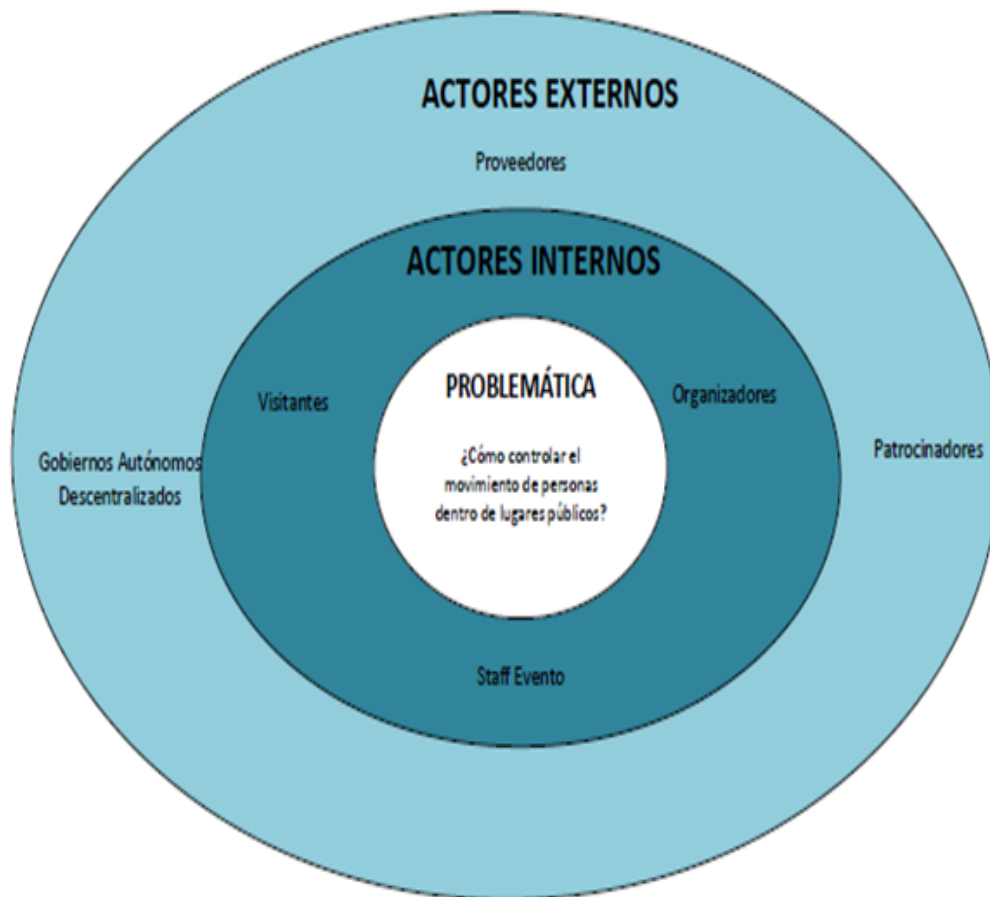 ACTORES EXTERNOS
Proveedores
ACTORES INTERNOS
PROBLEMÁTICA
¿Cómo controlar el
movimiento de personas
dentro de lugares públicos?
Visitantes
Organizadores
Gobiernos Autónomos
Descentralizados
Patrocinadores
Staff Evento